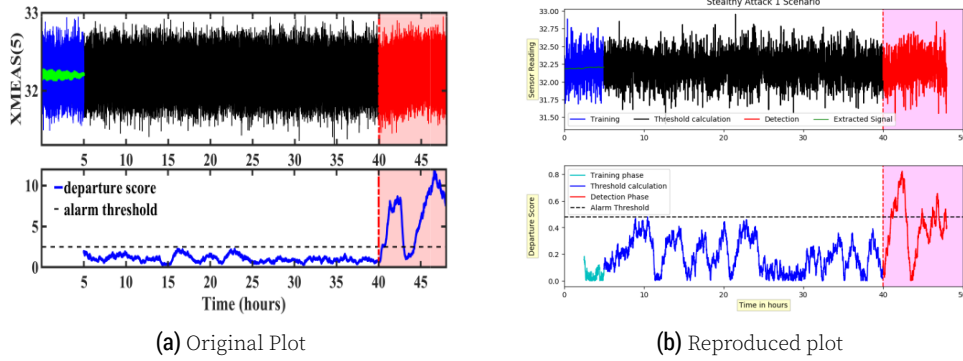 Stealthy Attack 1 Scenario
33
32
XMEAS(5)
5 10 15 20 25 30 35 40 45
10
5
0
departure score
alarm threshold
5 10 15 20 25 30 35 40 45
Time (hours)
(a) Original Plot
33.00
32.75
32.50
32.25
32.00
31.75
31.50
Sensor Reading
Training Threshold calculation Detection Extracted Signal
0 10 20 30 40 50
0.8
0.6
0.4
0.2
0.0
Departure Score
Training phase
Threshold calculation
Detection Phase
Alarm Threshold
0 10 20 30 40 50
Time in hours
(b) Reproduced plot